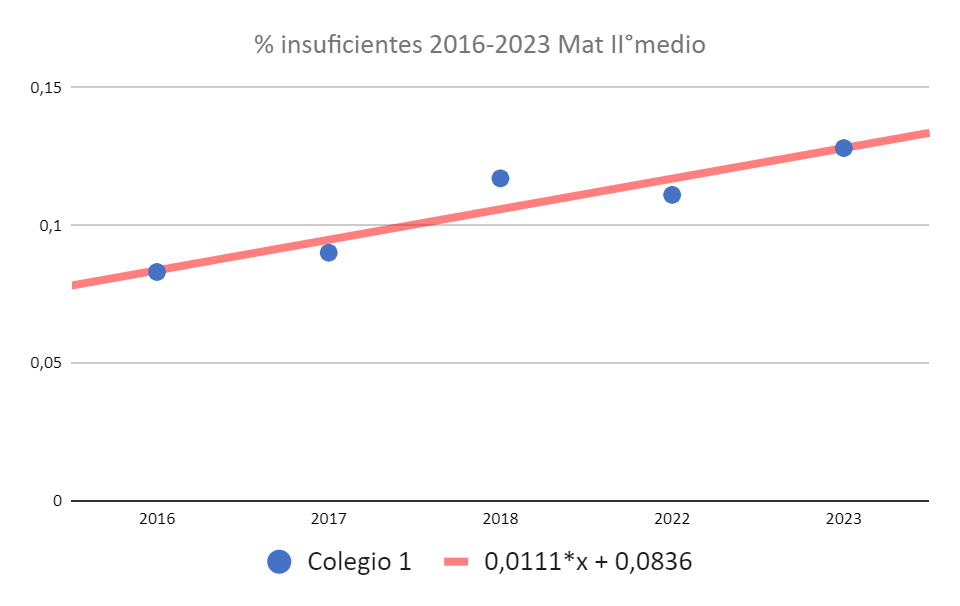 % insuficientes 2016-2023 Mat II°medio
0,15
0,1
0,05
0
2016 2017 2018 2022 2023
Colegio 1 0,0111*x + 0,0836